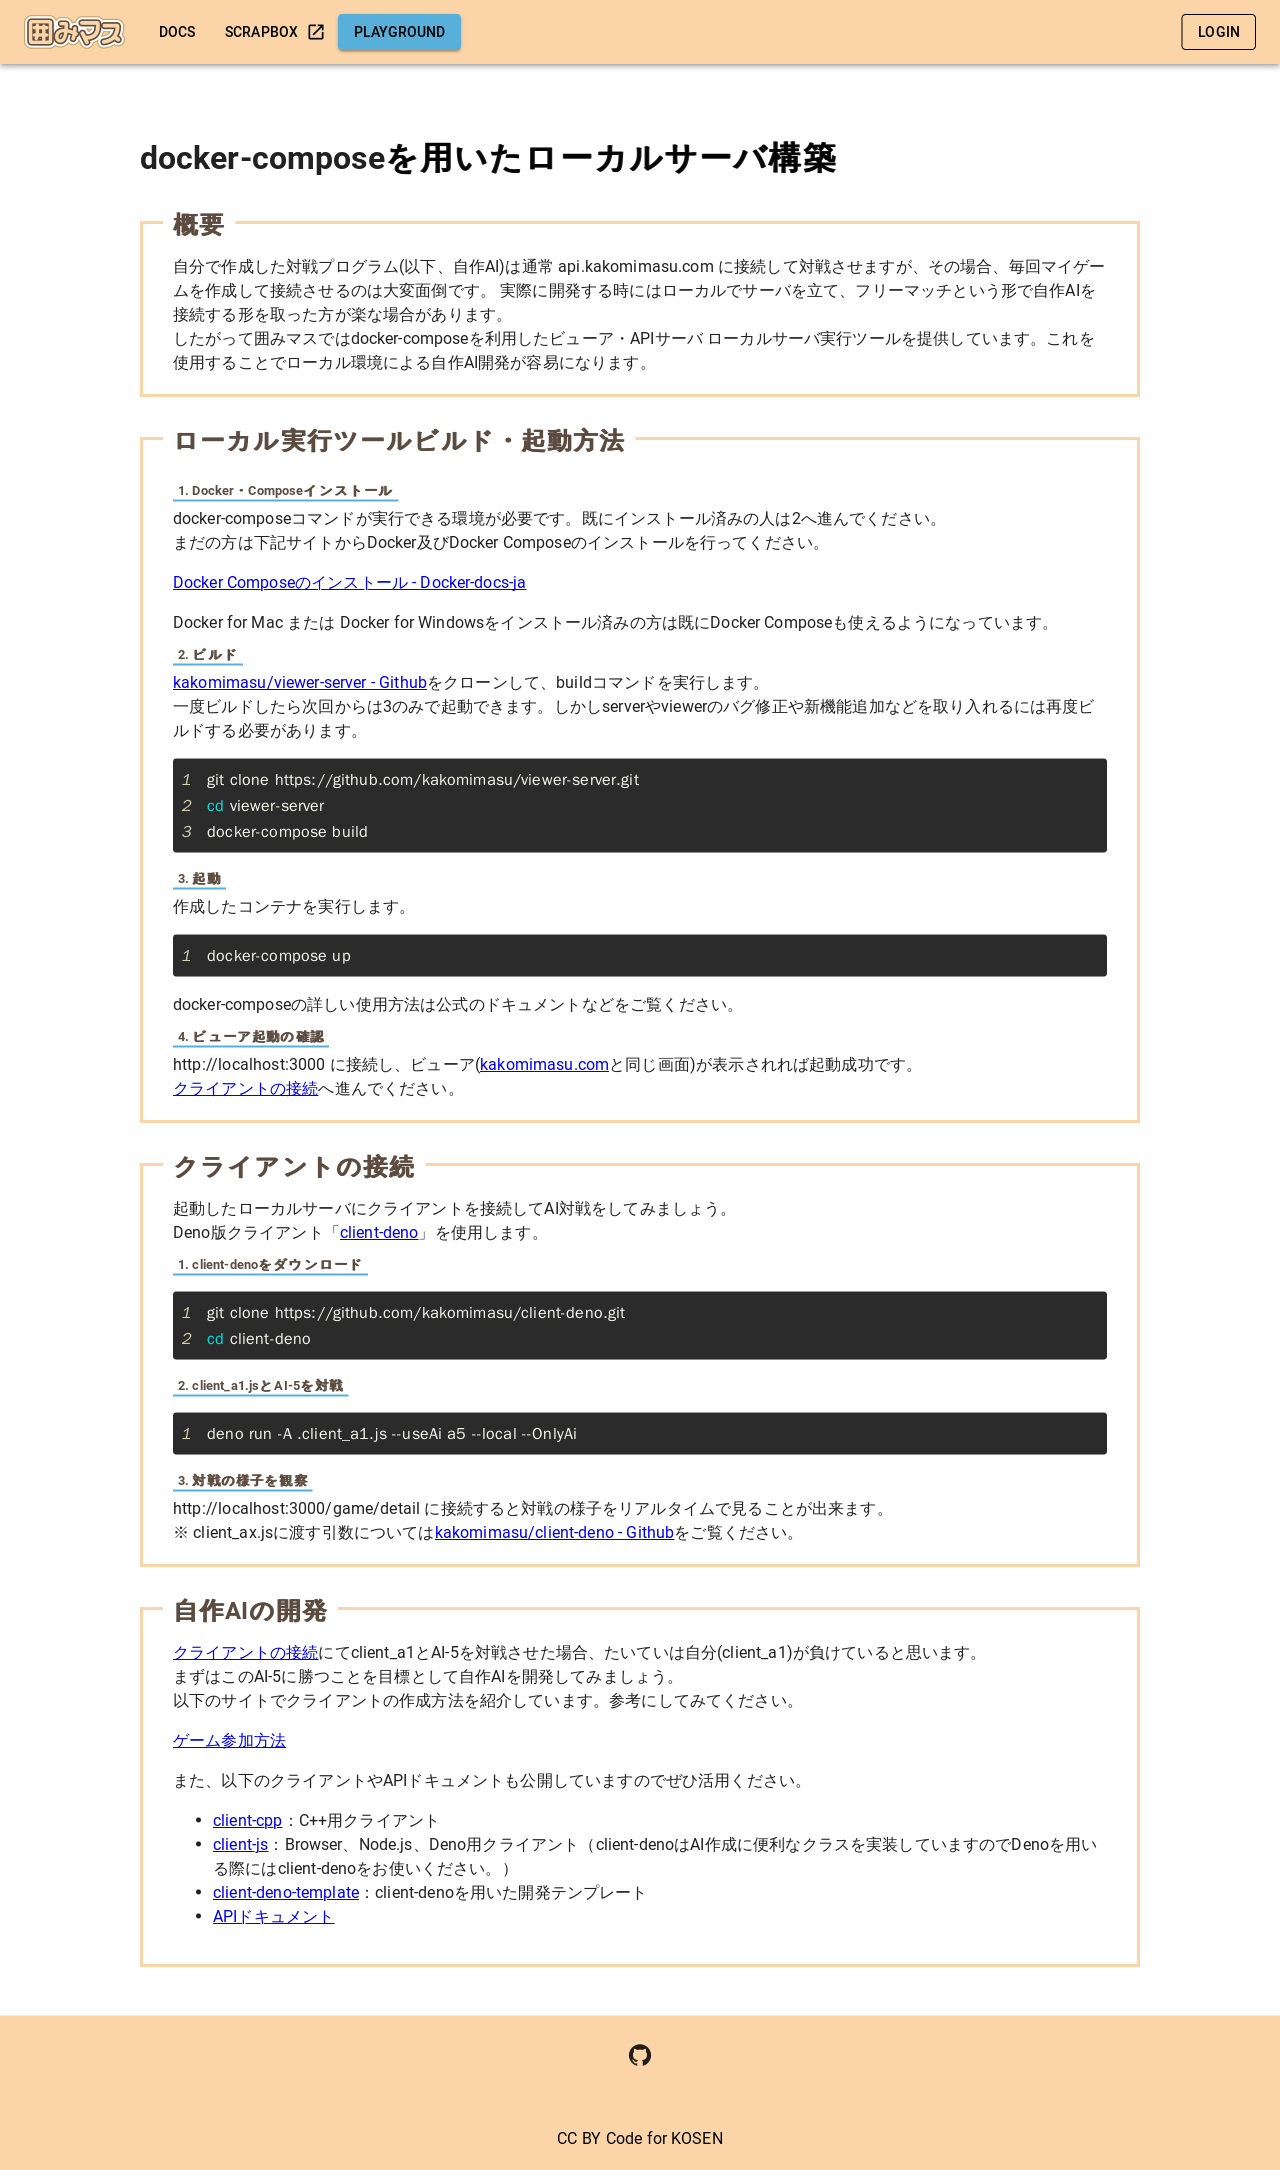 囲みマス DOCS SCRAPBOX PLAYGROUND LOGIN
docker-composeを用いたローカルサーバ構築
概要
自分で作成した対戦プログラム(以下、自作AI)は通常 api.kakomimasu.com に接続して対戦させますが、その場合、毎回マイゲー
ムを作成して接続させるのは大変面倒です。 実際に開発する時にはローカルでサーバを立て、フリーマッチという形で自作AIを
接続する形を取った方が楽な場合があります。
したがって囲みマスではdocker-composeを利用したビューア・APIサーバ ローカルサーバ実行ツールを提供しています。これを
使用することでローカル環境による自作AI開発が容易になります。
ローカル実行ツールビルド・起動方法
1. Docker・Composeインストール
docker-composeコマンドが実行できる環境が必要です。既にインストール済みの人は2へ進んでください。
まだの方は下記サイトからDocker及びDocker Composeのインストールを行ってください。
Docker Composeのインストール - Docker-docs-ja
Docker for Mac または Docker for Windowsをインストール済みの方は既にDocker Composeも使えるようになっています。
2. ビルド
kakomimasu/viewer-server - Githubをクローンして、buildコマンドを実行します。
一度ビルドしたら次回からは3のみで起動できます。しかしserverやviewerのバグ修正や新機能追加などを取り入れるには再度ビ
ルドする必要があります。
1 git clone https://github.com/kakomimasu/viewer-server.git
2 cd viewer-server
3 docker-compose build
3. 起動
作成したコンテナを実行します。
1 docker-compose up
docker-composeの詳しい使用方法は公式のドキュメントなどをご覧ください。
4. ビューア起動の確認
http://localhost:3000 に接続し、ビューア(kakomimasu.comと同じ画面)が表示されれば起動成功です。
クライアントの接続へ進んでください。
クライアントの接続
起動したローカルサーバにクライアントを接続してAI対戦をしてみましょう。
Deno版クライアント「client-deno」を使用します。
1. client-denoをダウンロード
1 git clone https://github.com/kakomimasu/client-deno.git
2 cd client-deno
2. client_a1.jsとAI-5を対戦
1 deno run -A .client_a1.js --useAi a5 --local --OnlyAi
3. 対戦の様子を観察
http://localhost:3000/game/detail に接続すると対戦の様子をリアルタイムで見ることが出来ます。
※ client_ax.jsに渡す引数についてはkakomimasu/client-deno - Githubをご覧ください。
自作AIの開発
クライアントの接続にてclient_a1とAI-5を対戦させた場合、たいていは自分(client_a1)が負けていると思います。
まずはこのAI-5に勝つことを目標として自作AIを開発してみましょう。
以下のサイトでクライアントの作成方法を紹介しています。参考にしてみてください。
ゲーム参加方法
また、以下のクライアントやAPIドキュメントも公開していますのでぜひ活用ください。
• client-cpp：C++用クライアント
• client-js：Browser、Node.js、Deno用クライアント（client-denoはAI作成に便利なクラスを実装していますのでDenoを用い
る際にはclient-denoをお使いください。）
• client-deno-template：client-denoを用いた開発テンプレート
• APIドキュメント
CC BY Code for KOSEN